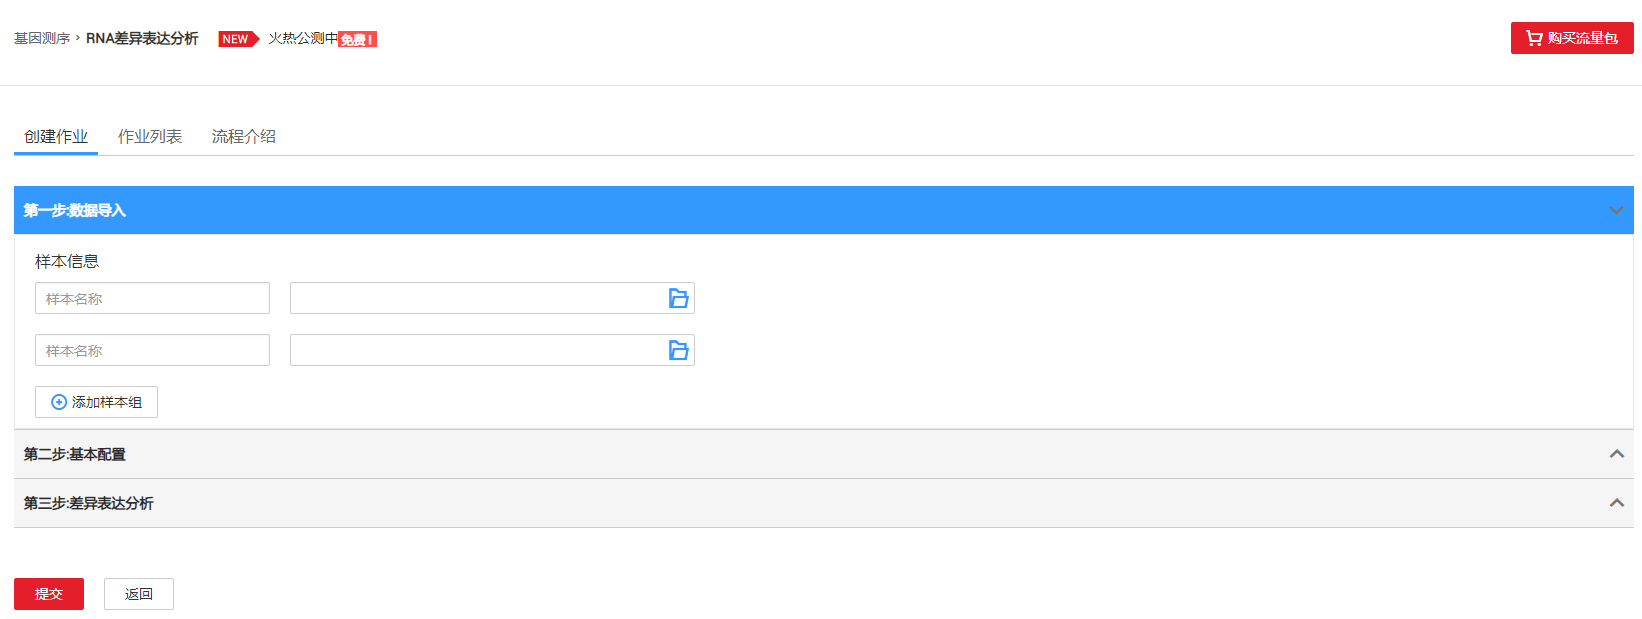 基因测序 › RNA差异表达分析 NEW 火热公测中免费！ 购买流量包
创建作业 作业列表 流程介绍
第一步:数据导入
样本信息
样本名称
样本名称
添加样本组
第二步:基本配置
第三步:差异表达分析
提交 返回